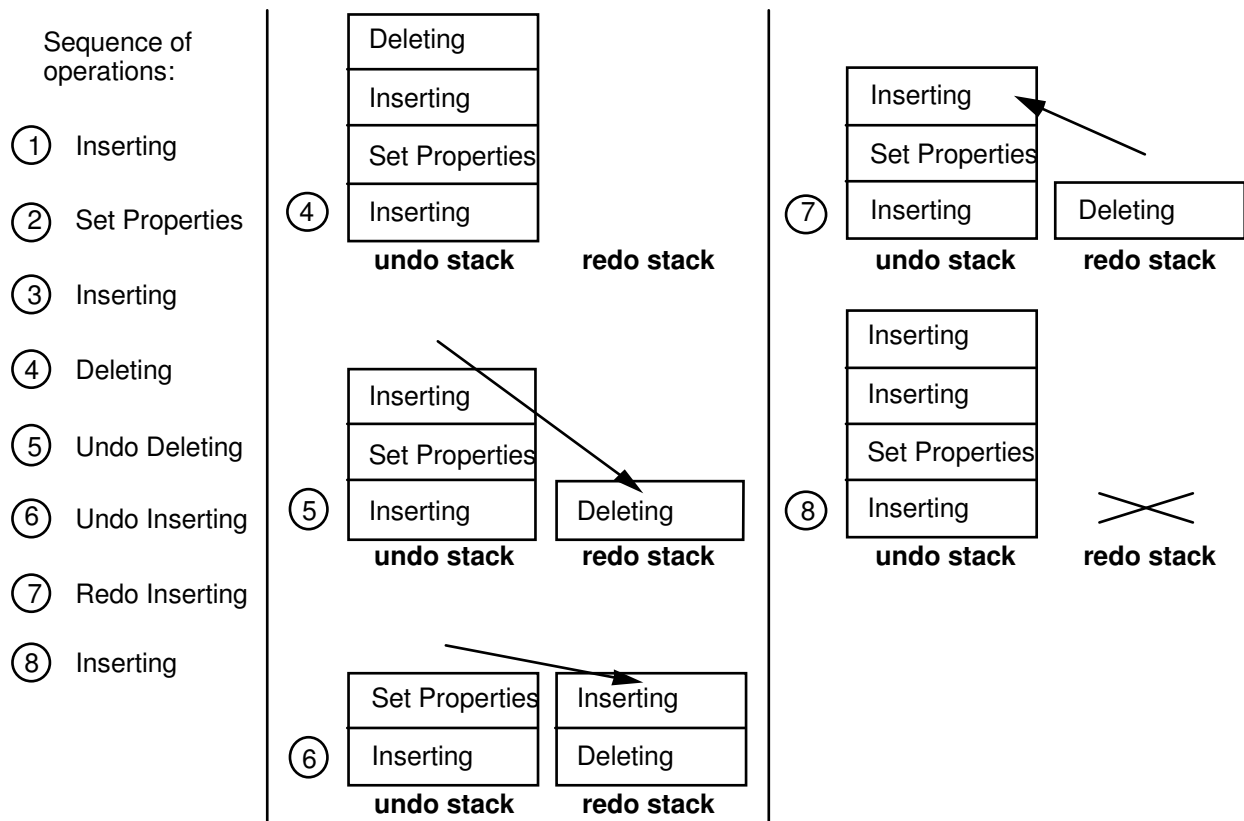 Sequence of
operations:
1 Inserting
2 Set Properties
3 Inserting
4 Deleting
5 Undo Deleting
6 Undo Inserting
7 Redo Inserting
8 Inserting
Deleting
Inserting
Set Properties
4 Inserting
undo stack redo stack
Inserting
Set Properties
5 Inserting Deleting
undo stack redo stack
Set Properties Inserting
6 Inserting Deleting
undo stack redo stack
Inserting
Set Properties
7 Inserting Deleting
undo stack redo stack
Inserting
Inserting
Set Properties
8 Inserting
undo stack redo stack